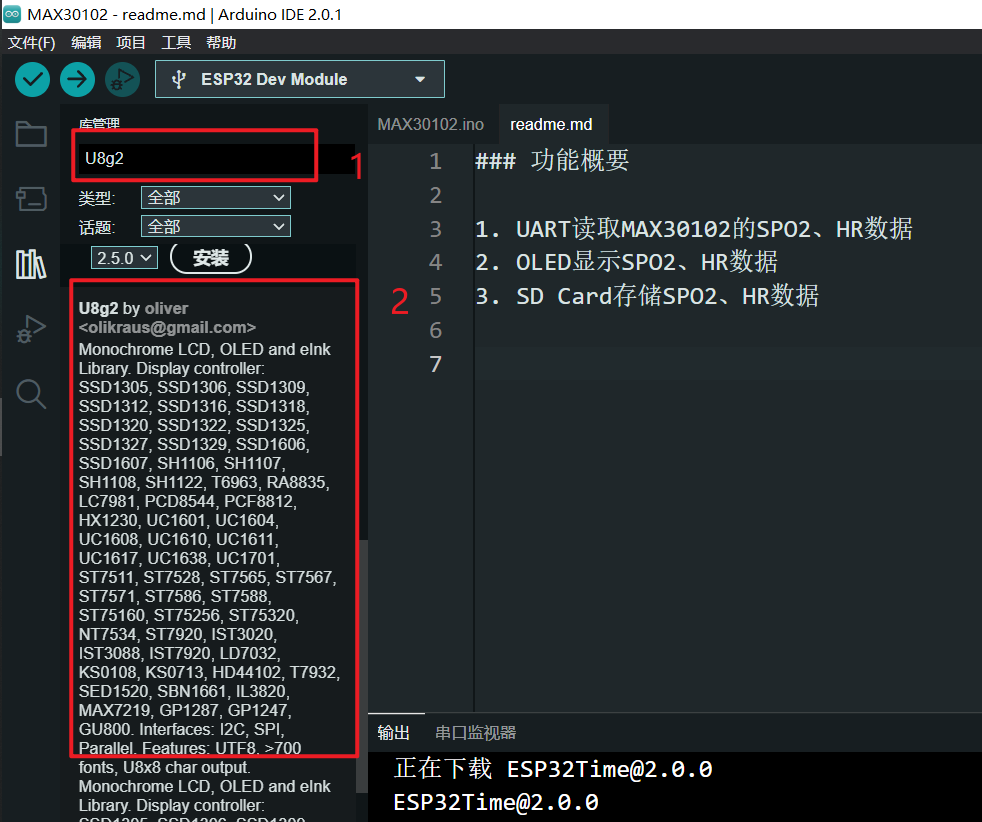 MAX30102 - readme.md | Arduino IDE 2.0.1
文件(F) 编辑 项目 工具 帮助
ESP32 Dev Module
库管理
U8g2
1
类型: 全部
话题: 全部
2.5.0 安装
U8g2 by oliver
<olikraus@gmail.com>
Monochrome LCD, OLED and eInk
Library. Display controller:
SSD1305, SSD1306, SSD1309,
SSD1312, SSD1316, SSD1318,
SSD1320, SSD1322, SSD1325,
SSD1327, SSD1329, SSD1606,
SSD1607, SH1106, SH1107,
SH1108, SH1122, T6963, RA8835,
LC7981, PCD8544, PCF8812,
HX1230, UC1601, UC1604,
UC1608, UC1610, UC1611,
UC1617, UC1638, UC1701,
ST7511, ST7528, ST7565, ST7567,
ST7571, ST7586, ST7588,
ST75160, ST75256, ST75320,
NT7534, ST7920, IST3020,
IST3088, IST7920, LD7032,
KS0108, KS0713, HD44102, T7932,
SED1520, SBN1661, IL3820,
MAX7219, GP1287, GP1247,
GU800. Interfaces: I2C, SPI,
Parallel. Features: UTF8, >700
fonts, U8x8 char output.
Monochrome LCD, OLED and eInk
Library. Display controller:
SSD1305, SSD1306, SSD1309,
2
MAX30102.ino readme.md
1 ### 功能概要
2
3 1. UART读取MAX30102的SPO2、HR数据
4 2. OLED显示SPO2、HR数据
5 3. SD Card存储SPO2、HR数据
6
7
输出 串口监视器
正在下载 ESP32Time@2.0.0
ESP32Time@2.0.0